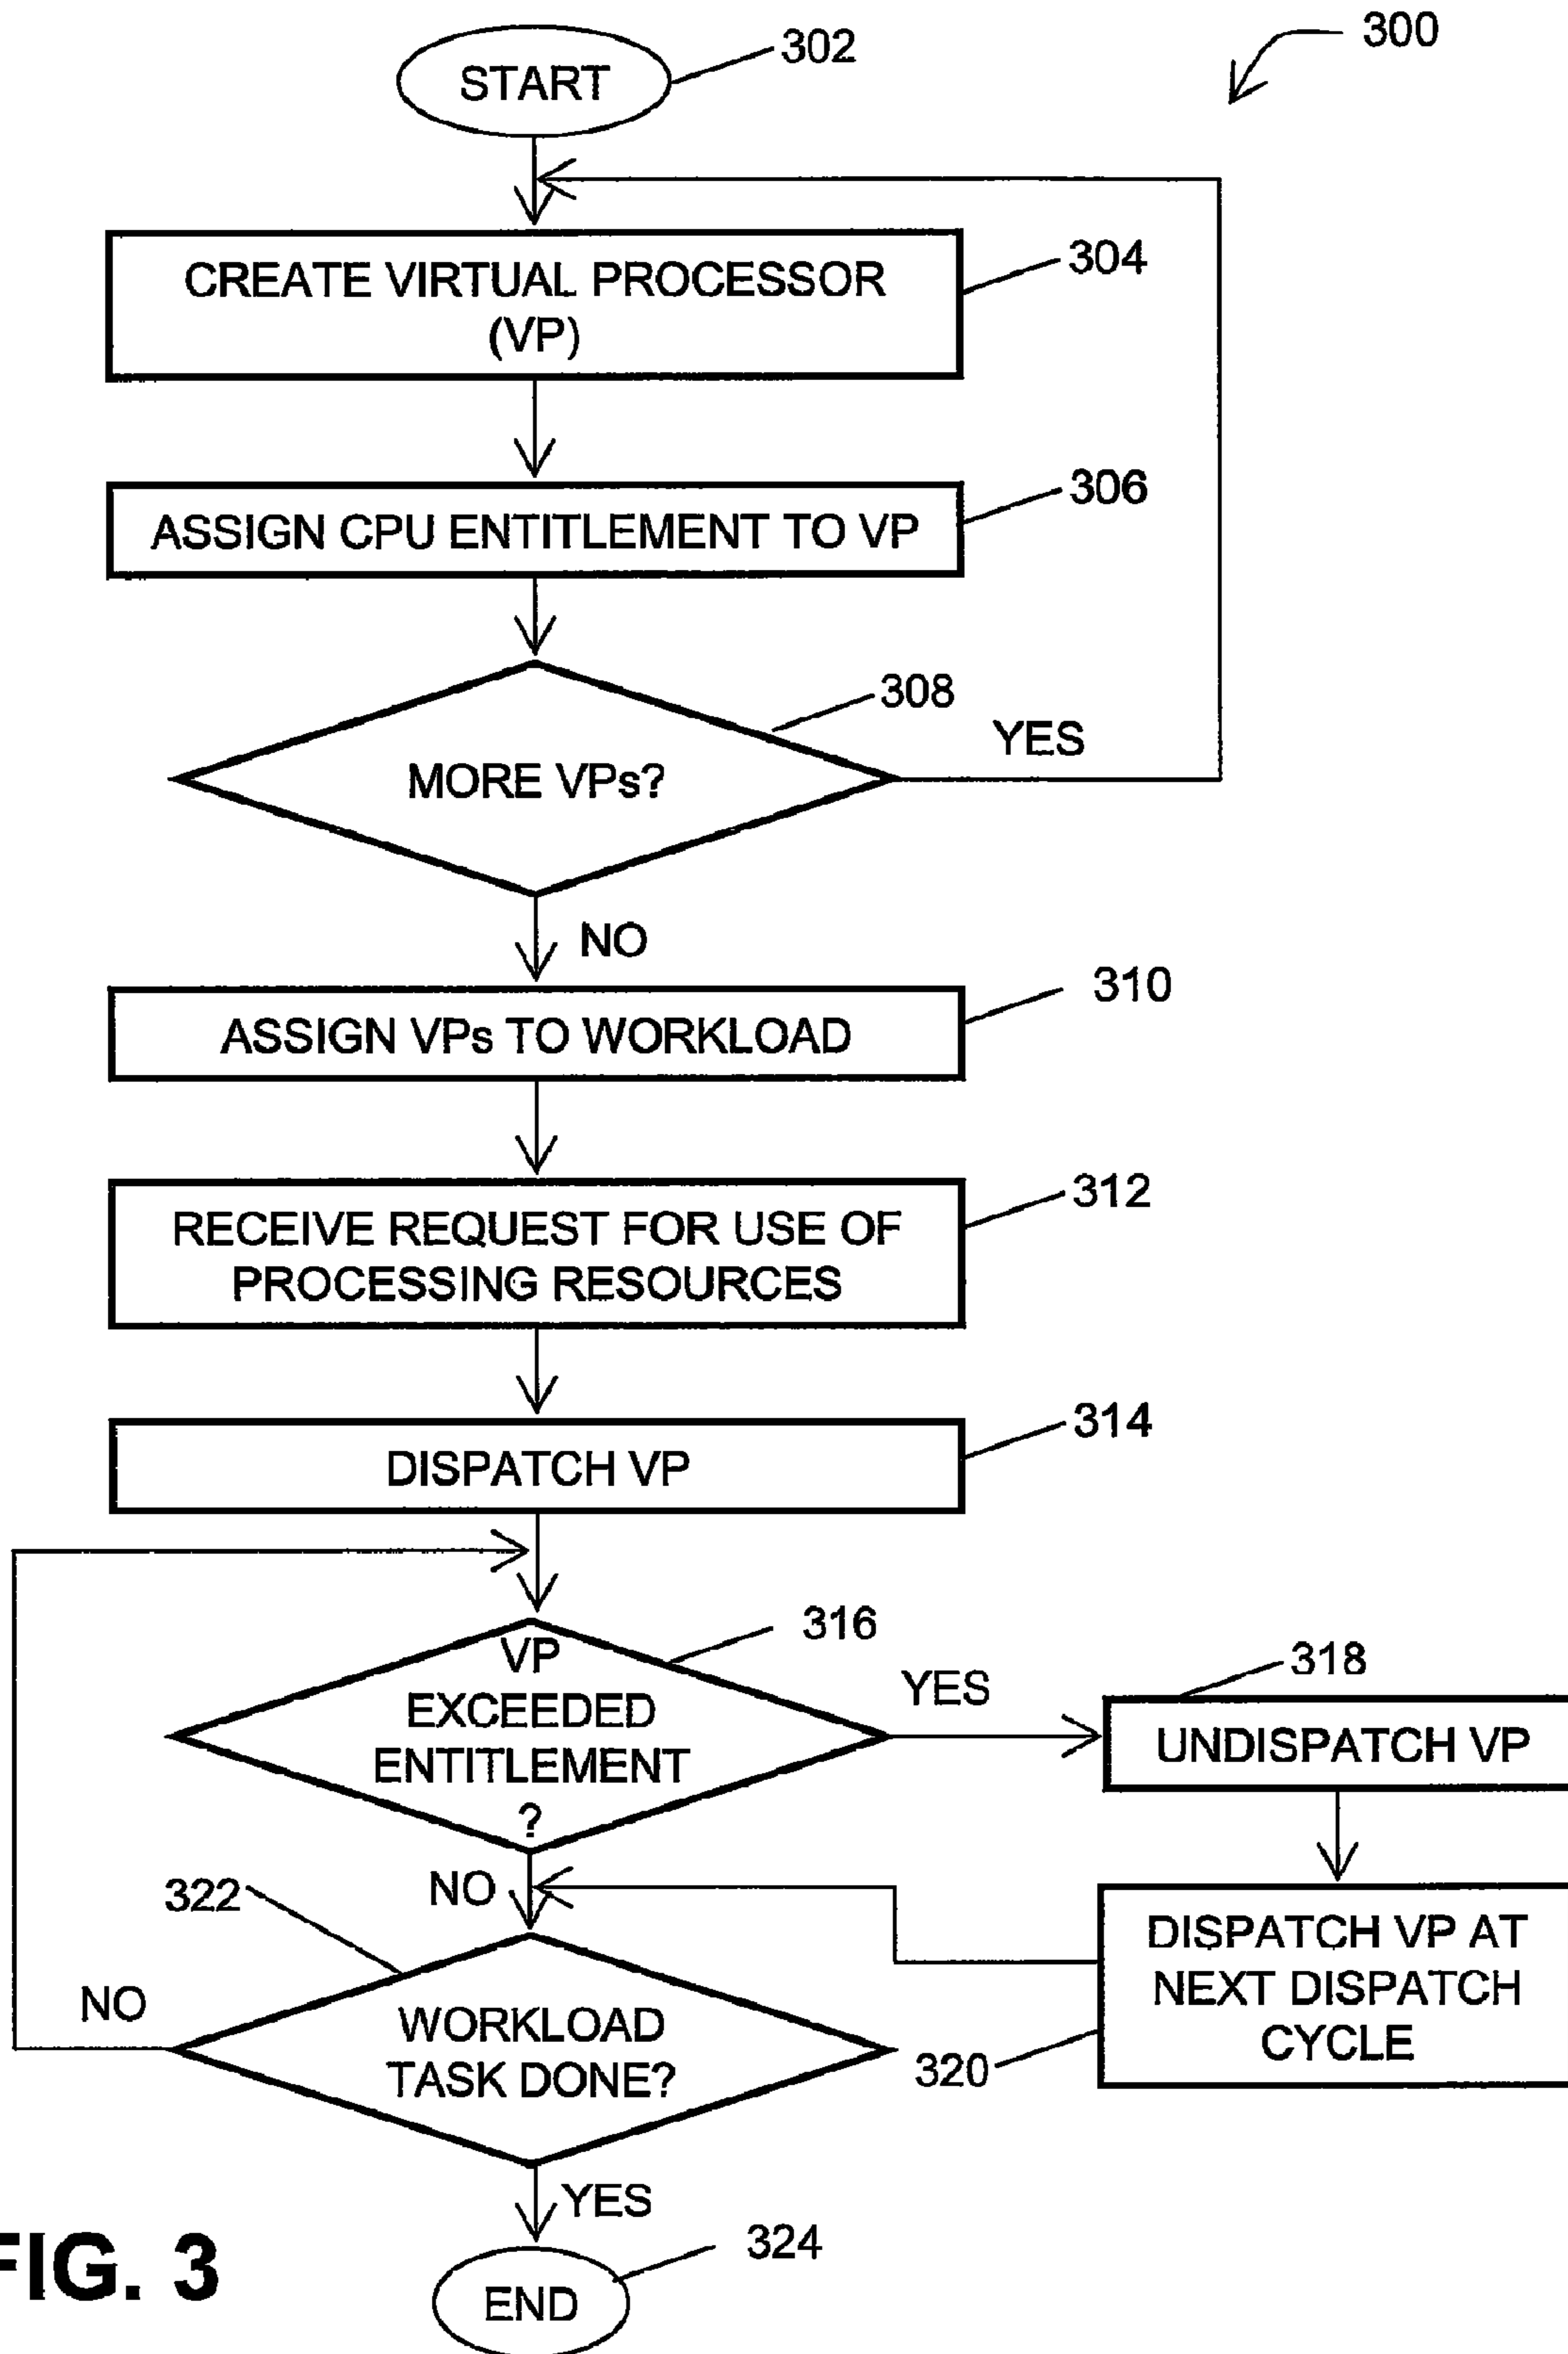 300
START
302
CREATE VIRTUAL PROCESSOR
(VP)
304
ASSIGN CPU ENTITLEMENT TO VP
306
MORE VPs?
308
YES
NO
ASSIGN VPs TO WORKLOAD
310
RECEIVE REQUEST FOR USE OF
PROCESSING RESOURCES
312
DISPATCH VP
314
VP
EXCEEDED
ENTITLEMENT
?
316
YES
UNDISPATCH VP
318
NO
DISPATCH VP AT
NEXT DISPATCH
CYCLE
320
322
WORKLOAD
TASK DONE?
NO
YES
END
324
FIG. 3